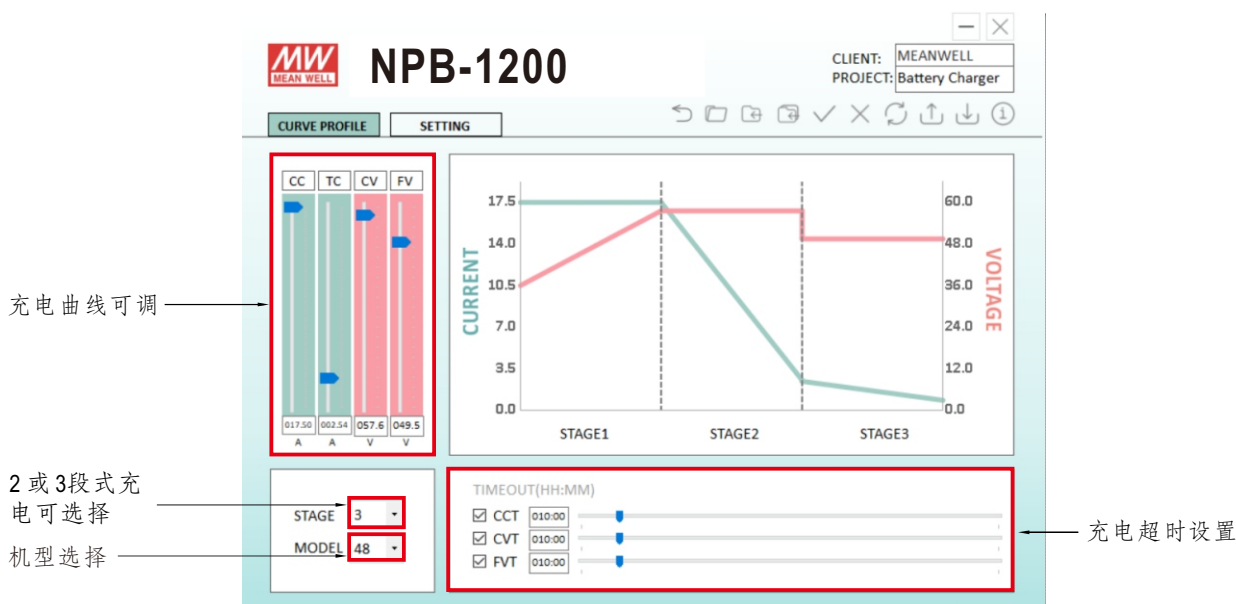 MW
MEAN WELL
NPB-1200
CLIENT: MEANWELL
PROJECT: Battery Charger
CURVE PROFILE SETTING
CC TC CV FV
017.50 002.54 057.6 049.5
A A V V
充电曲线可调
CURRENT
17.5
14.0
10.5
7.0
3.5
0.0
60.0
48.0
36.0
24.0
12.0
0.0
VOLTAGE
STAGE1 STAGE2 STAGE3
2或3段式充
电可选择
机型选择
STAGE 3
MODEL 48
TIMEOUT(HH:MM)
CCT 010:00
CVT 010:00
FVT 010:00
充电超时设置